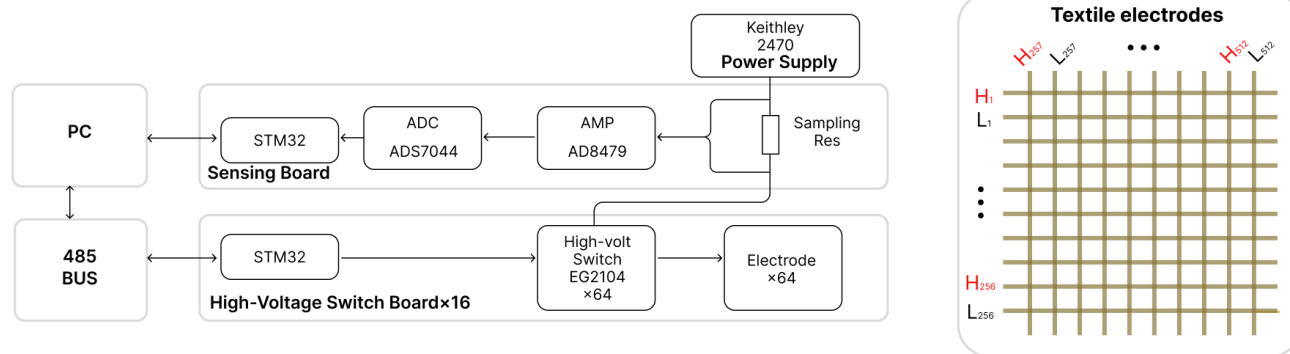 Keithley
2470
Power Supply
PC
STM32
ADC
ADS7044
AMP
AD8479
Sampling
Res
Sensing Board
485
BUS
STM32
High-volt
Switch
EG2104
×64
Electrode
×64
High-Voltage Switch Board×16
Textile electrodes
H257 L257 ••• H512 L512
H1
L1
H256
L256